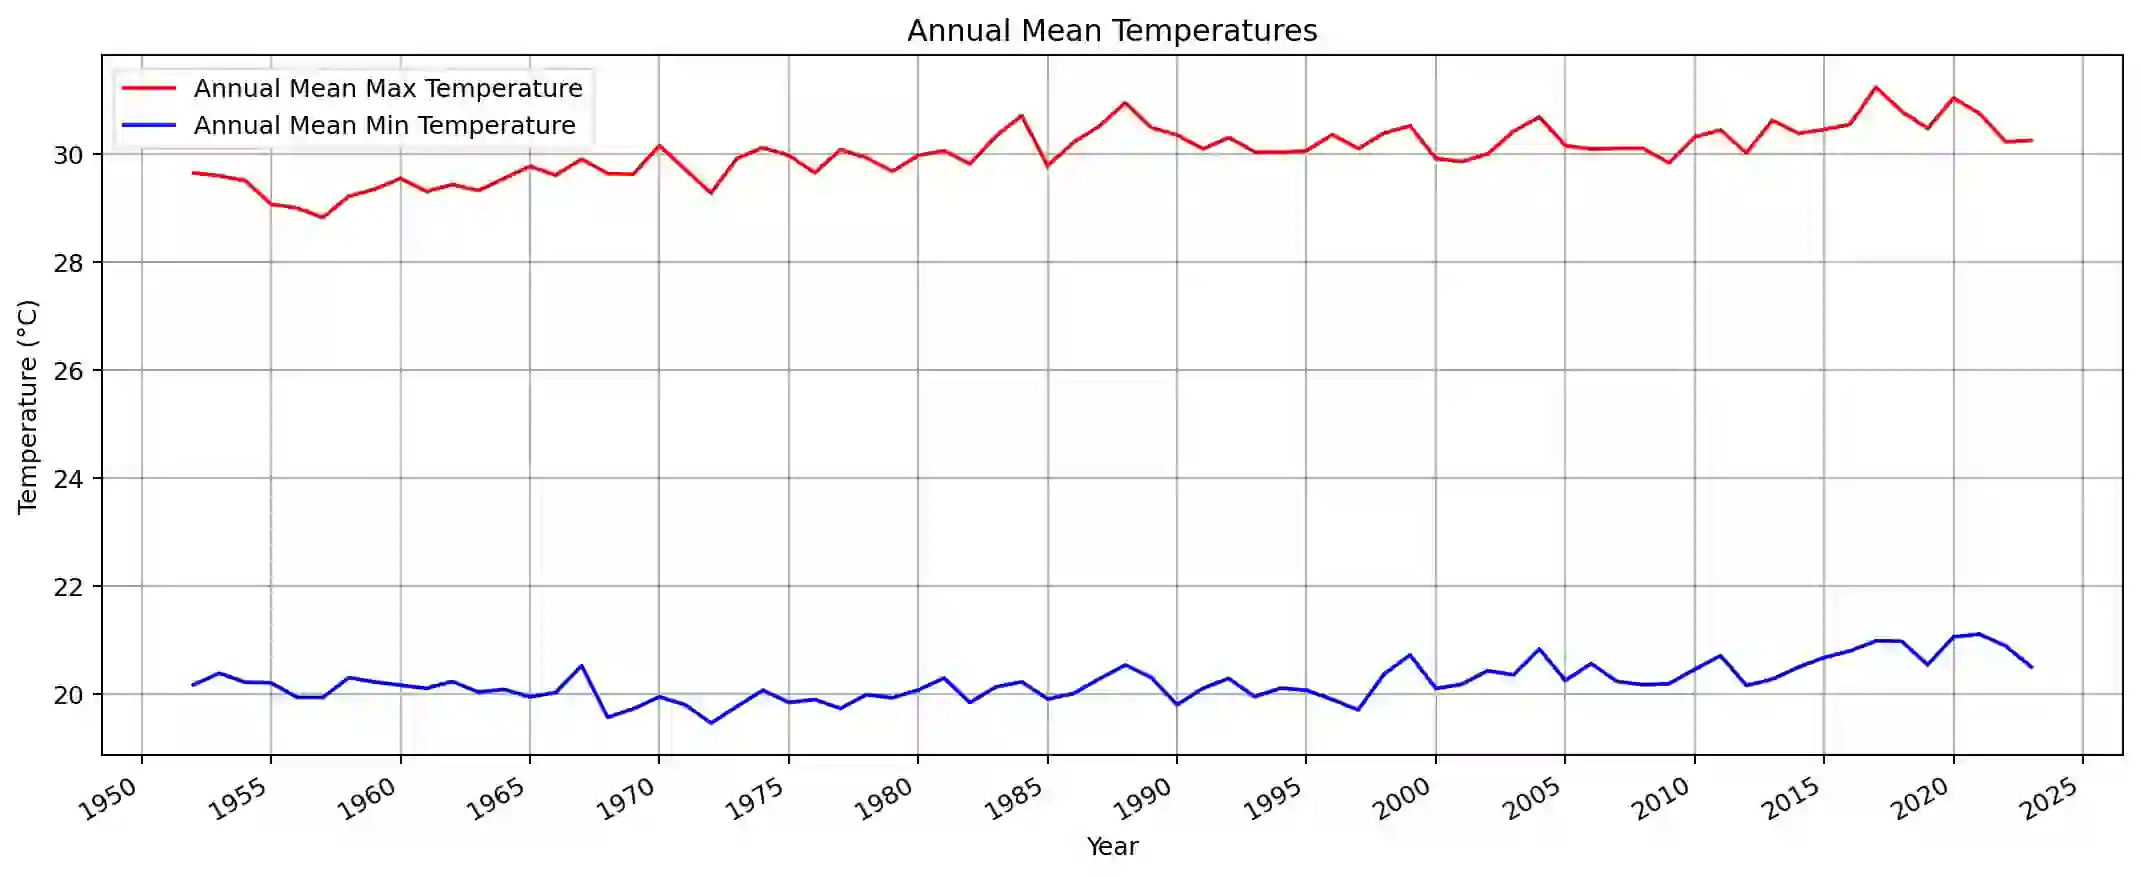 Annual Mean Temperatures
Annual Mean Max Temperature
Annual Mean Min Temperature
Temperature (°C)
30
28
26
24
22
20
1950 1955 1960 1965 1970 1975 1980 1985 1990 1995 2000 2005 2010 2015 2020 2025
Year